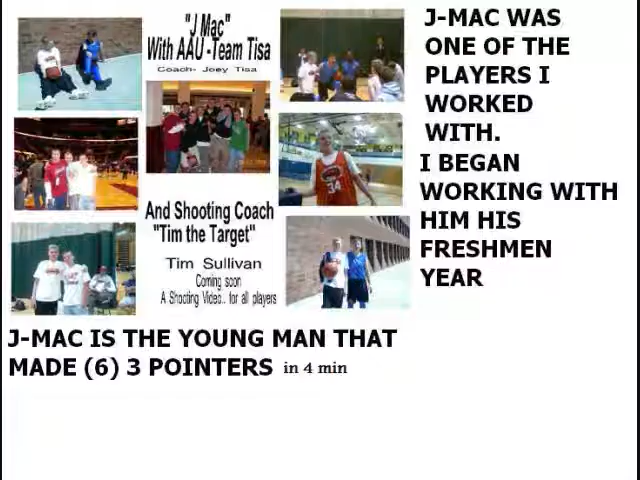 "J Mac"
With AAU -Team Tisa
Coach- Joey Tisa
And Shooting Coach
"Tim the Target"
Tim Sullivan
Coming soon
A Shooting Video.. for all players
J-MAC WAS
ONE OF THE
PLAYERS I
WORKED
WITH.
I BEGAN
WORKING WITH
HIM HIS
FRESHMEN
YEAR
34
J-MAC IS THE YOUNG MAN THAT
MADE (6) 3 POINTERS in 4 min